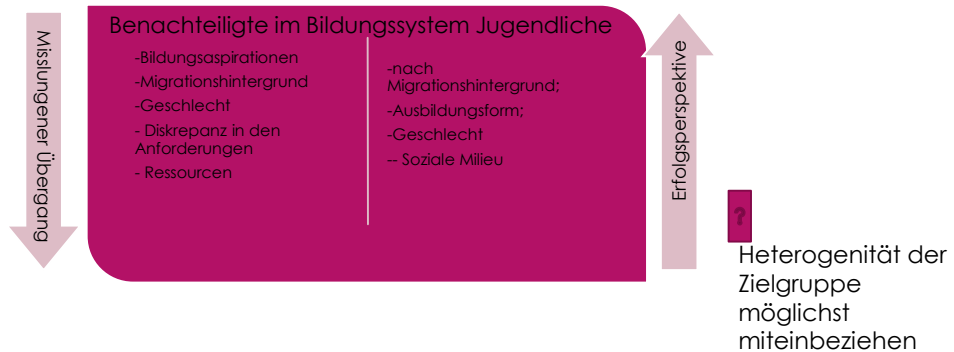 Benachteiligte im Bildungssystem Jugendliche
Misslungener Übergang
-Bildungsaspirationen
-Migrationshintergrund
-Geschlecht
- Diskrepanz in den
Anforderungen
- Ressourcen
-nach
Migrationshintergrund;
-Ausbildungsform;
-Geschlecht
-- Soziale Milieu
Erfolgsperspektive
?
Heterogenität der
Zielgruppe
möglichst
miteinbeziehen